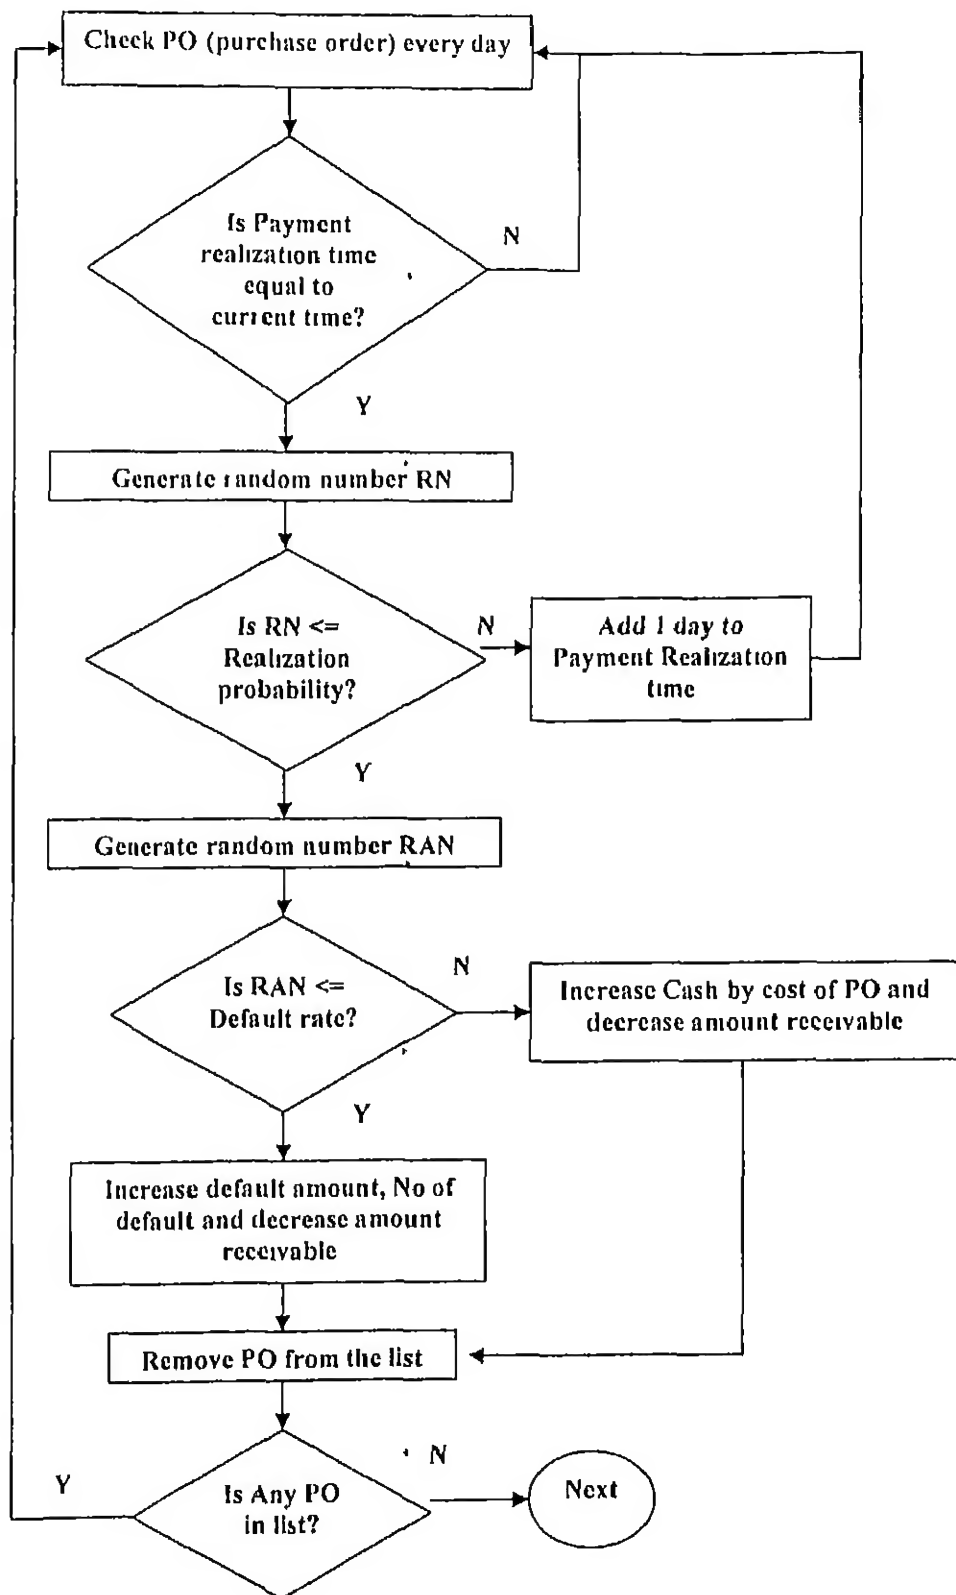 Check PO (purchase order) every day
Is Payment
realization time
equal to
current time?
N
Y
Generate random number RN
Is RN <=
Realization
probability?
N
Add 1 day to
Payment Realization
time
Y
Generate random number RAN
Is RAN <=
Default rate?
N
Increase Cash by cost of PO and
decrease amount receivable
Y
Increase default amount, No of
default and decrease amount
receivable
Remove PO from the list
Is Any PO
in list?
Y
N
Next